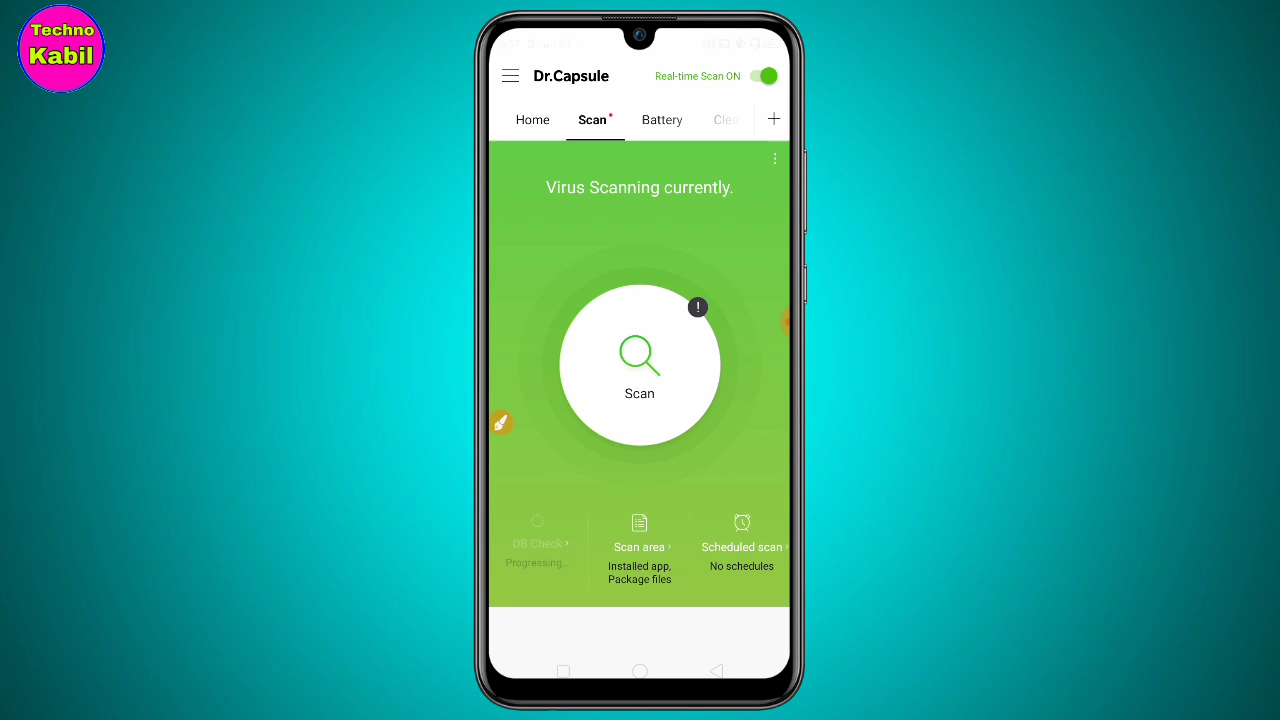 Techno
Kabil
Dr.Capsule
Real-time Scan ON
Home
Scan
Battery
Virus Scanning currently.
!
Scan
DB Check ›
Progressing..
Scan area ›
Installed app,
Package files
Scheduled scan ›
No schedules